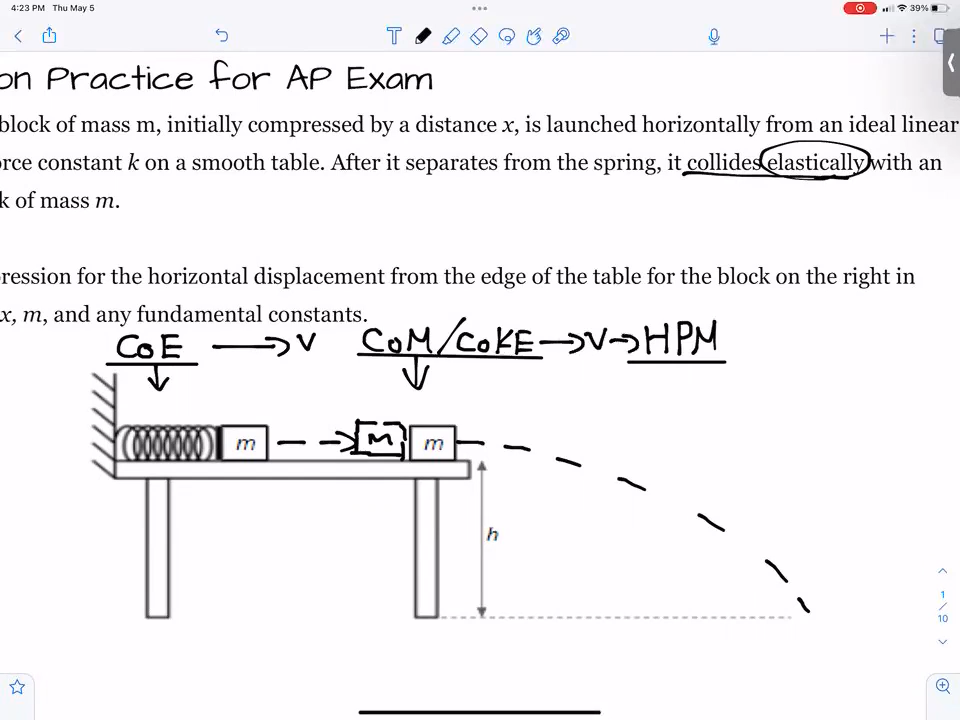 4:23 PM Thu May 5
39%
on Practice for AP Exam
block of mass m, initially compressed by a distance x, is launched horizontally from an ideal linear
orce constant k on a smooth table. After it separates from the spring, it collides elastically with an
k of mass m.
ression for the horizontal displacement from the edge of the table for the block on the right in
x, m, and any fundamental constants.
CoE → v CoM/CoKE → v → HPM
m M m
h
1
/
10